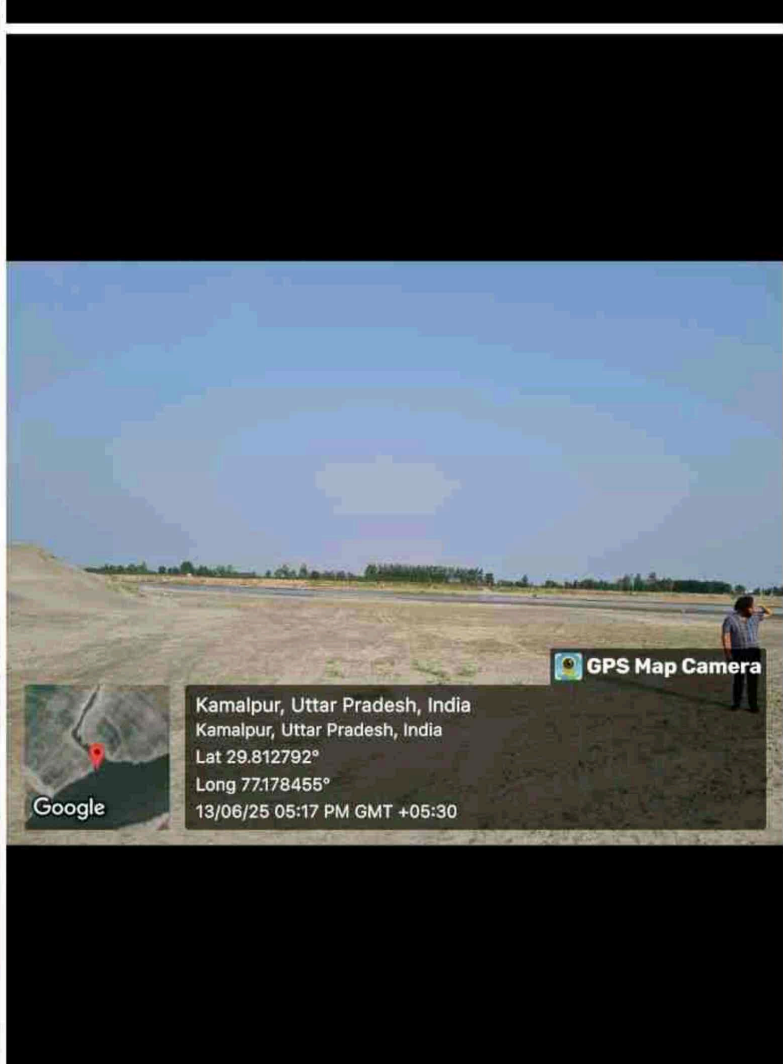 GPS Map Camera
Kamalpur, Uttar Pradesh, India
Kamalpur, Uttar Pradesh, India
Lat 29.812792°
Long 77.178455°
13/06/25 05:17 PM GMT +05:30
Google